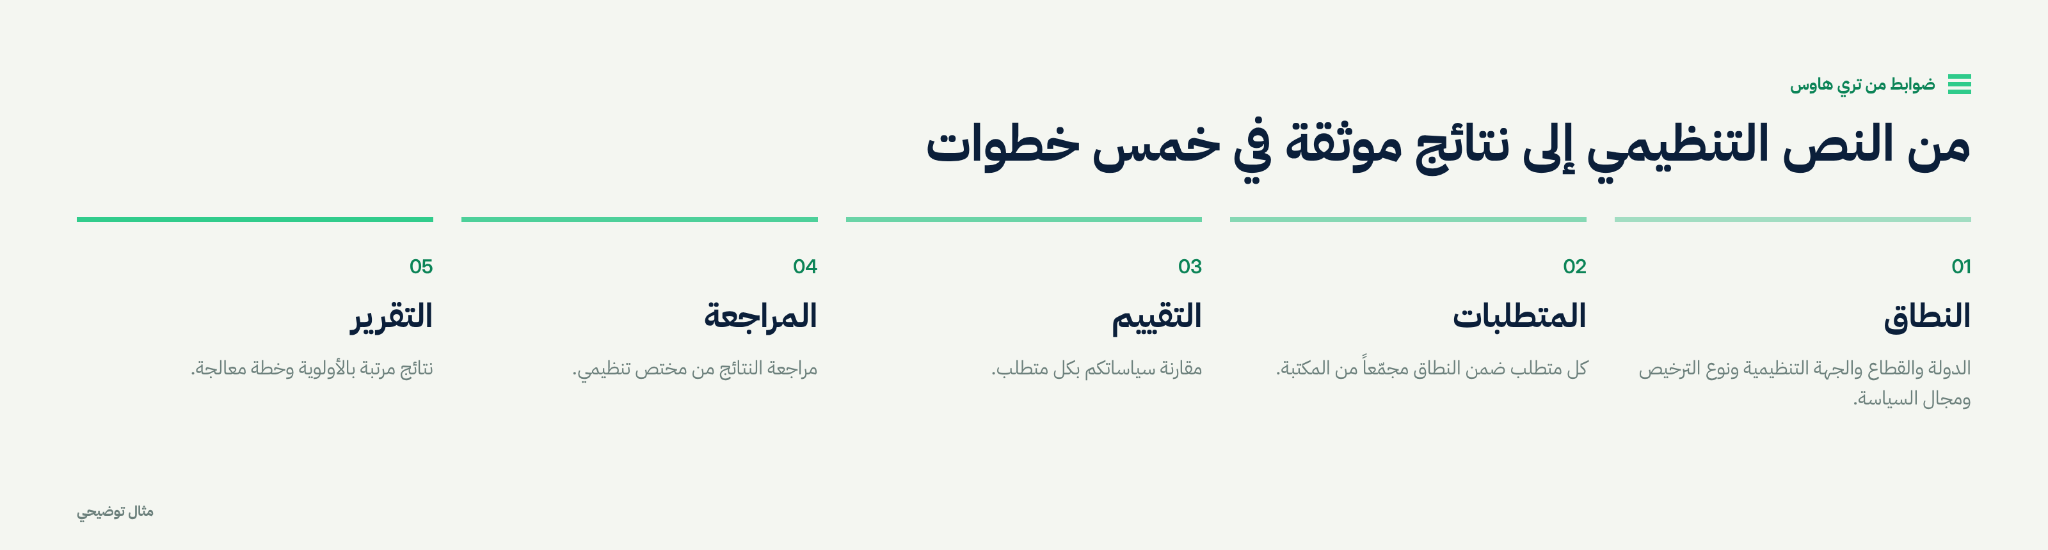 ضوابط من تري هاوس
من النص التنظيمي إلى نتائج موثقة في خمس خطوات
01
النطاق
الدولة والقطاع والجهة التنظيمية ونوع الترخيص
ومجال السياسة.
02
المتطلبات
كل متطلب ضمن النطاق مجمّعاً من المكتبة.
03
التقييم
مقارنة سياساتكم بكل متطلب.
04
المراجعة
مراجعة النتائج من مختص تنظيمي.
05
التقرير
نتائج مرتبة بالأولوية وخطة معالجة.
مثال توضيحي